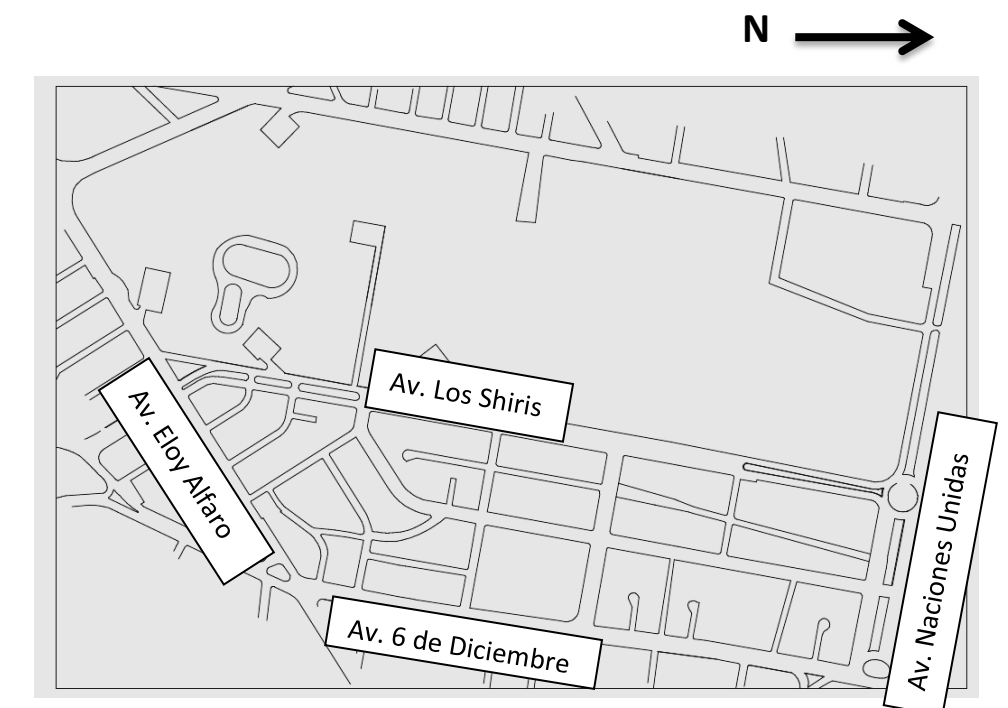 N
Av. Los Shiris
Av. Eloy Alfaro
Av. Naciones Unidas
Av. 6 de Diciembre